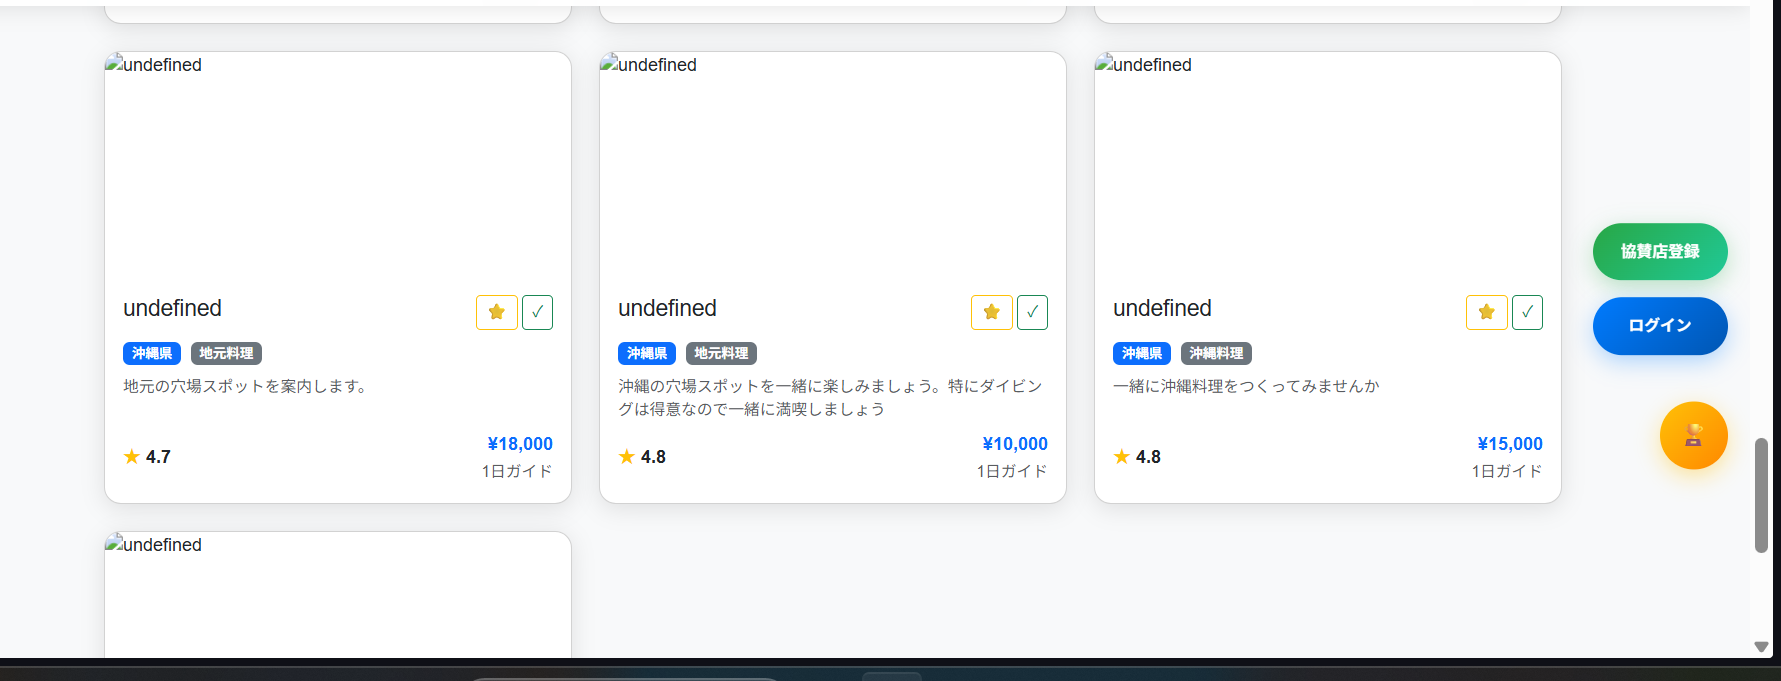 undefined
undefined
undefined
undefined
沖縄県 地元料理
地元の穴場スポットを案内します。
★ 4.7
¥18,000
1日ガイド
undefined
沖縄県 地元料理
沖縄の穴場スポットを一緒に楽しみましょう。特にダイビン
グは得意なので一緒に満喫しましょう
★ 4.8
¥10,000
1日ガイド
undefined
沖縄県 沖縄料理
一緒に沖縄料理をつくってみませんか
★ 4.8
¥15,000
1日ガイド
協賛店登録
ログイン
undefined